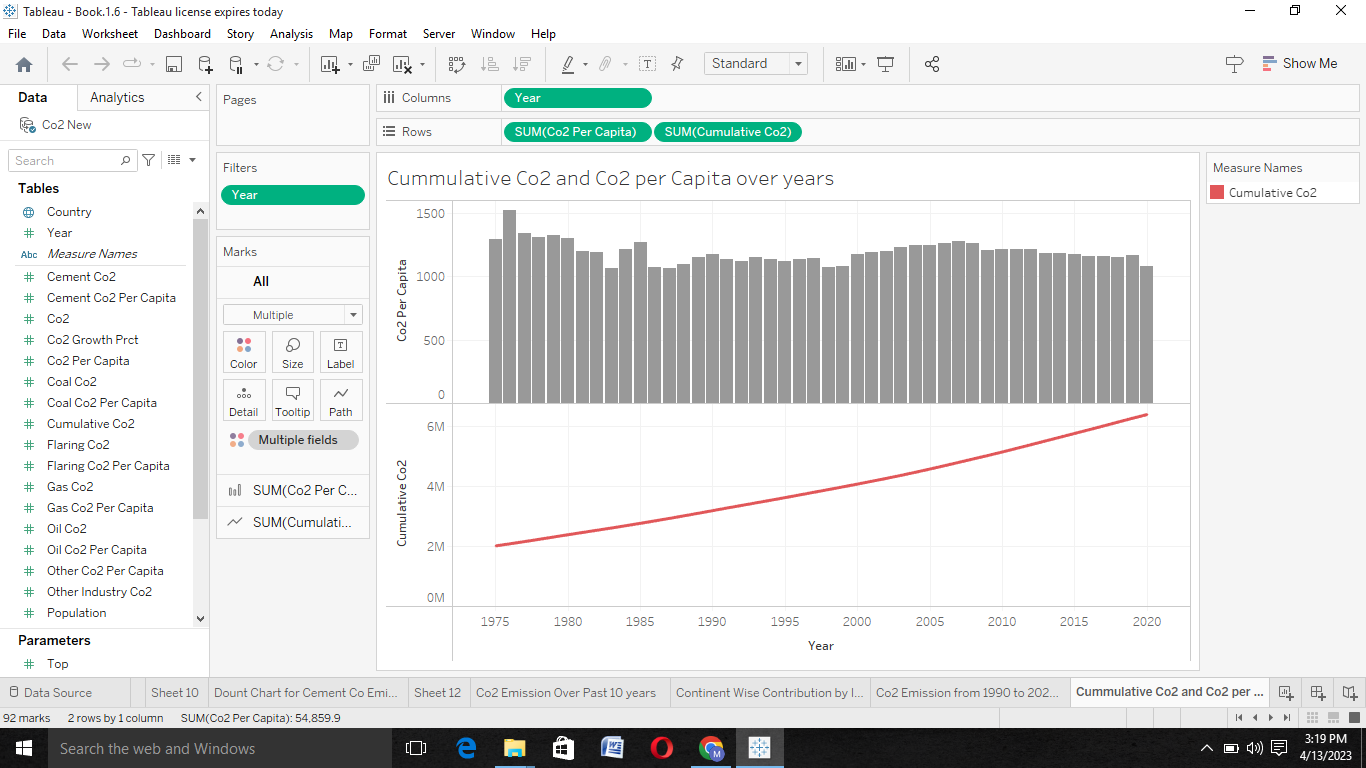 Tableau - Book.1.6 - Tableau license expires today
File Data Worksheet Dashboard Story Analysis Map Format Server Window Help
Standard
Show Me
Data Analytics
Co2 New
Search
Tables
Country
Year
Abc Measure Names
Cement Co2
Cement Co2 Per Capita
Co2
Co2 Growth Prct
Co2 Per Capita
Coal Co2
Coal Co2 Per Capita
Cumulative Co2
Flaring Co2
Flaring Co2 Per Capita
Gas Co2
Gas Co2 Per Capita
Oil Co2
Oil Co2 Per Capita
Other Co2 Per Capita
Other Industry Co2
Population
Parameters
Top
Pages
Filters
Year
Marks
All
Multiple
Color Size Label
Detail Tooltip Path
Multiple fields
SUM(Co2 Per C...
SUM(Cumulati...
Columns Year
Rows SUM(Co2 Per Capita) SUM(Cumulative Co2)
Cummulative Co2 and Co2 per Capita over years
Co2 Per Capita
1500
1000
500
0
Cumulative Co2
6M
4M
2M
0M
1975 1980 1985 1990 1995 2000 2005 2010 2015 2020
Year
Measure Names
Cumulative Co2
Data Source Sheet 10 Dount Chart for Cement Co Emi... Sheet 12 Co2 Emission Over Past 10 years Continent Wise Contribution by I... Co2 Emission from 1990 to 202... Cummulative Co2 and Co2 per ...
92 marks 2 rows by 1 column SUM(Co2 Per Capita): 54,859.9
Search the web and Windows
M
3:19 PM
4/13/2023